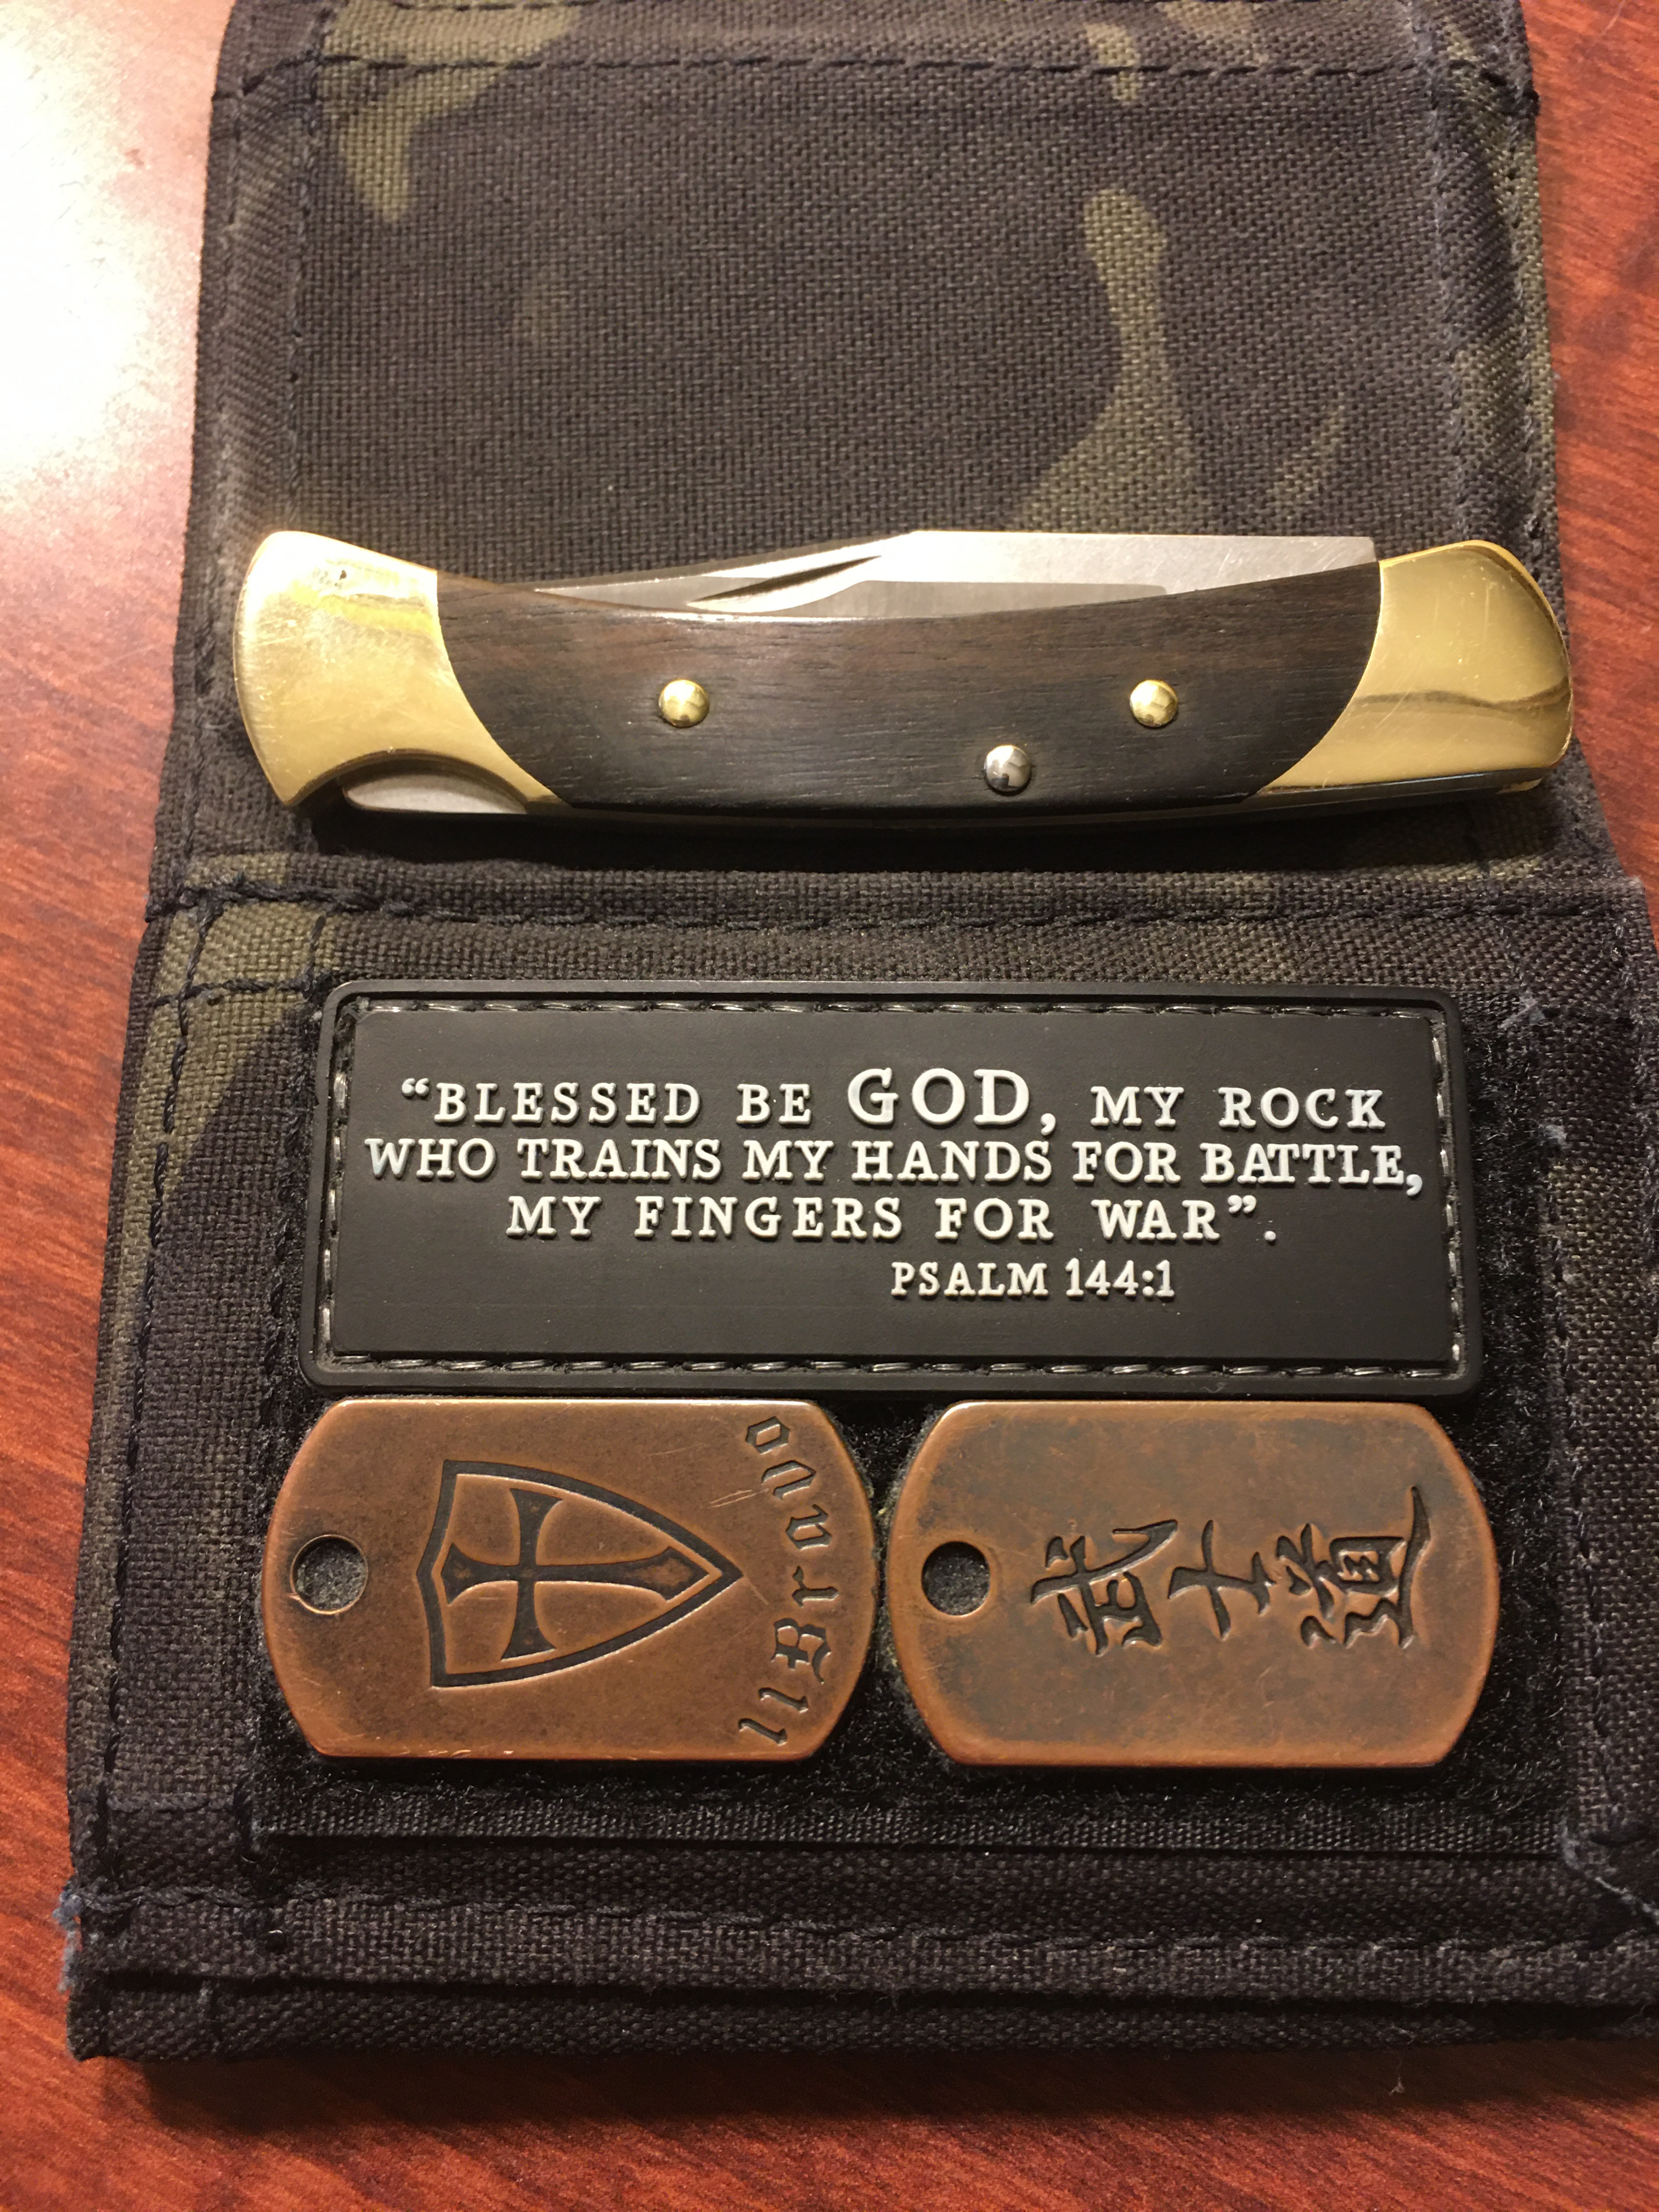 “BLESSED BE GOD, MY ROCK
WHO TRAINS MY HANDS FOR BATTLE,
MY FINGERS FOR WAR”.
PSALM 144:1
11Bravo
武士道